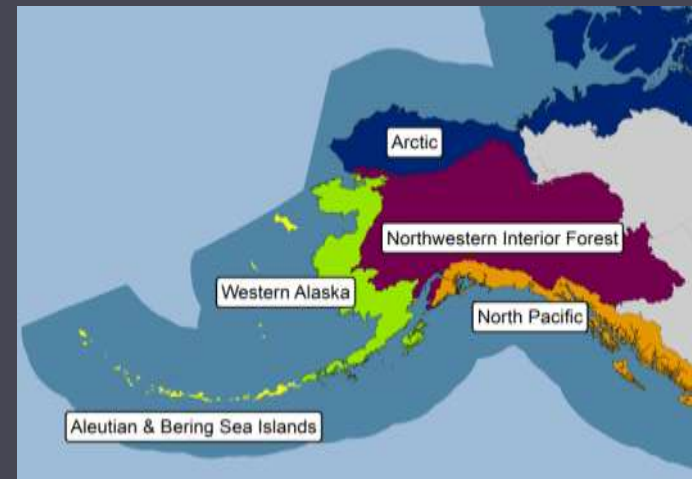 Arctic
Northwestern Interior Forest
Western Alaska
North Pacific
Aleutian & Bering Sea Islands